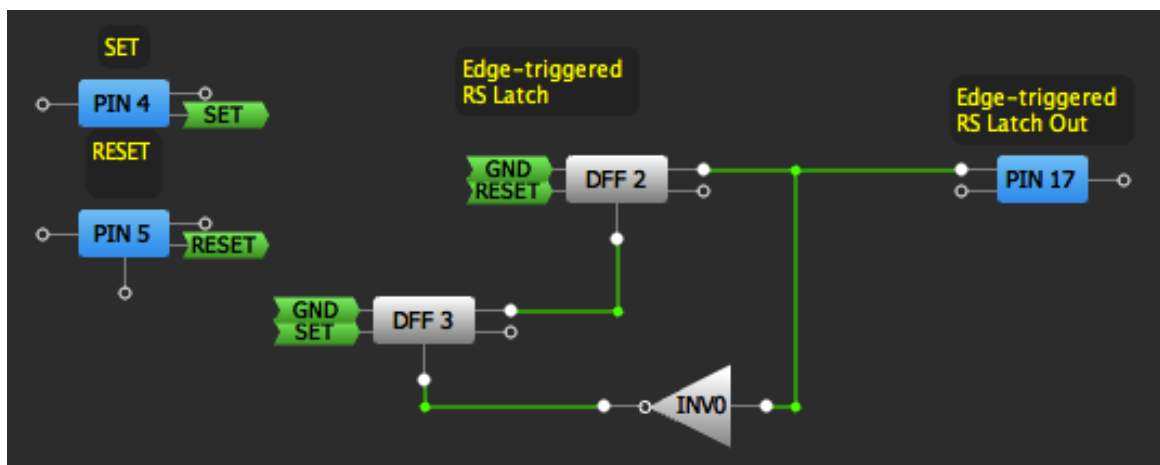 SET
PIN 4
SET
RESET
PIN 5
RESET
Edge-triggered
RS Latch
GND
RESET
DFF 2
GND
SET
DFF 3
INV0
Edge-triggered
RS Latch Out
PIN 17